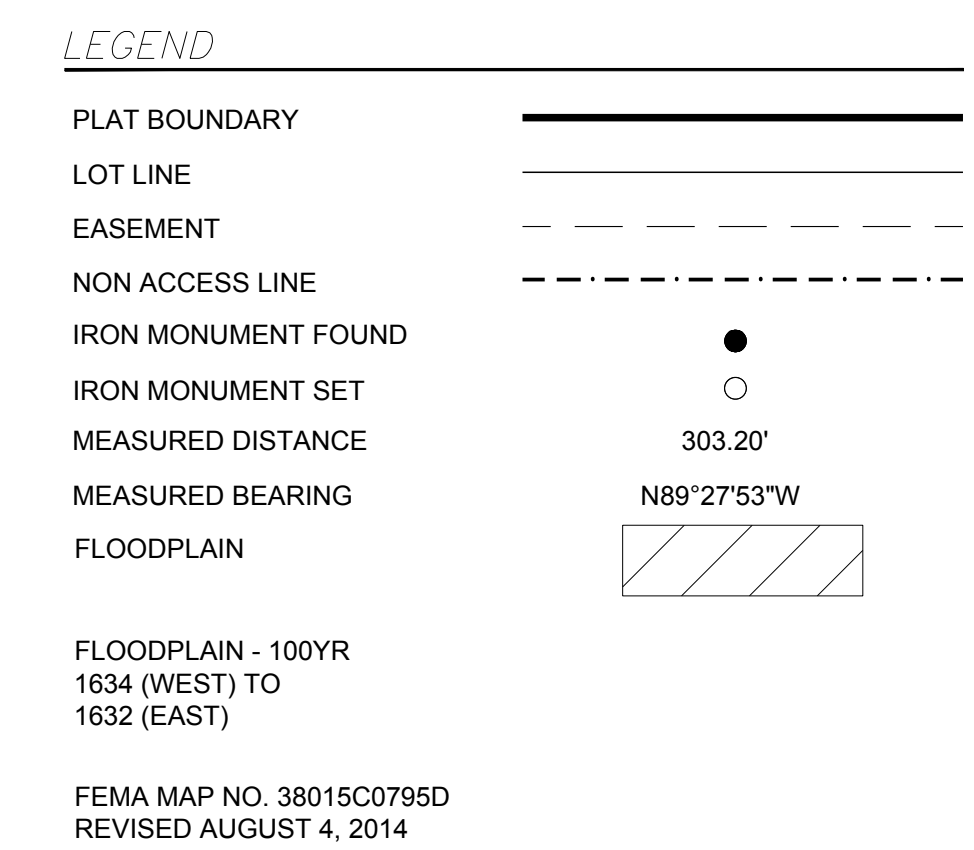 LEGEND
PLAT BOUNDARY
LOT LINE
EASEMENT
NON ACCESS LINE
IRON MONUMENT FOUND
IRON MONUMENT SET
MEASURED DISTANCE 303.20'
MEASURED BEARING N89°27'53"W
FLOODPLAIN
FLOODPLAIN - 100YR
1634 (WEST) TO
1632 (EAST)
FEMA MAP NO. 38015C0795D
REVISED AUGUST 4, 2014